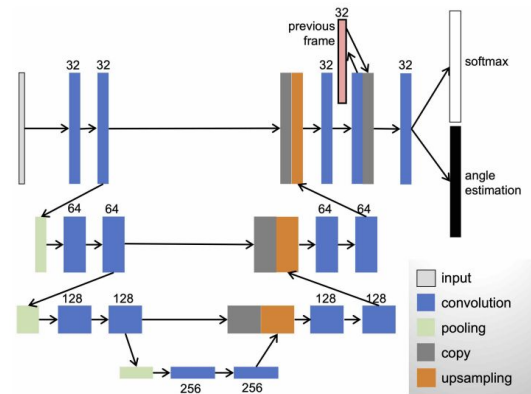 32
previous
frame
32 32
32
32
softmax
angle
estimation
64 64
64 64
128 128
128 128
256 256
input
convolution
pooling
copy
upsampling